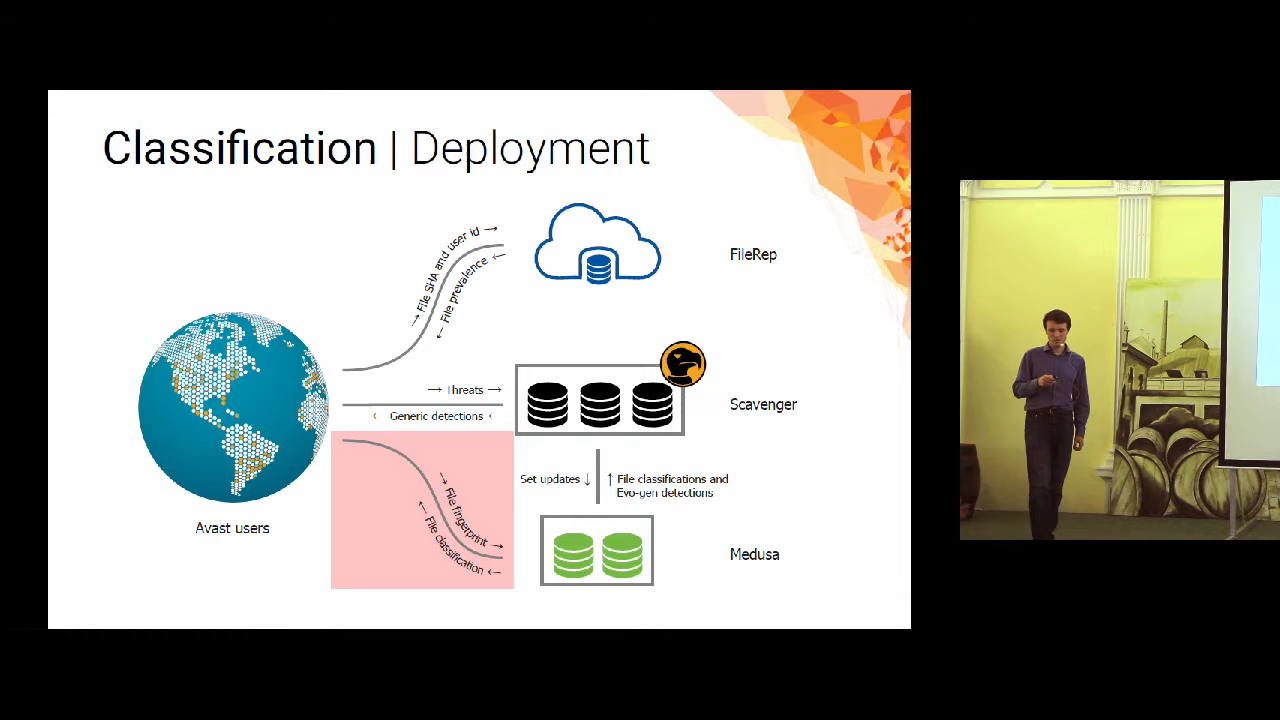 Classification | Deployment
→ File SHA and user id →
← File prevalence ←
FileRep
→ Threats →
← Generic detections ←
Scavenger
Avast users
Set updates ↓
↑ File classifications and
Evo-gen detections
→ File fingerprint →
← File classification ←
Medusa